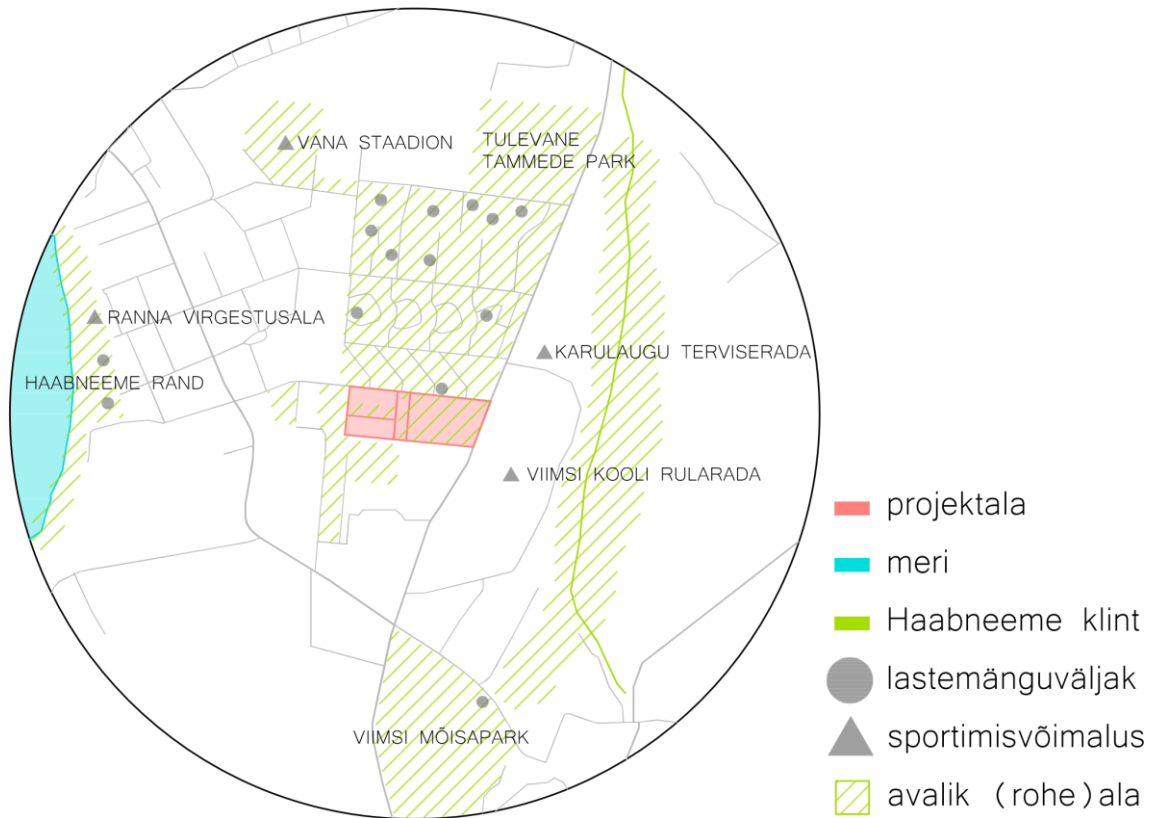 VANA STAADION
TULEVANE
TAMMEDE PARK
RANNA VIRGESTUSALA
KARULAUGU TERVISERADA
HAABNEEME RAND
VIIMSI KOOLI RULARADA
VIIMSI MÕISAPARK
projektala
meri
Haabneeme klint
lastemänguväljak
sportimisvõimalus
avalik (rohe)ala